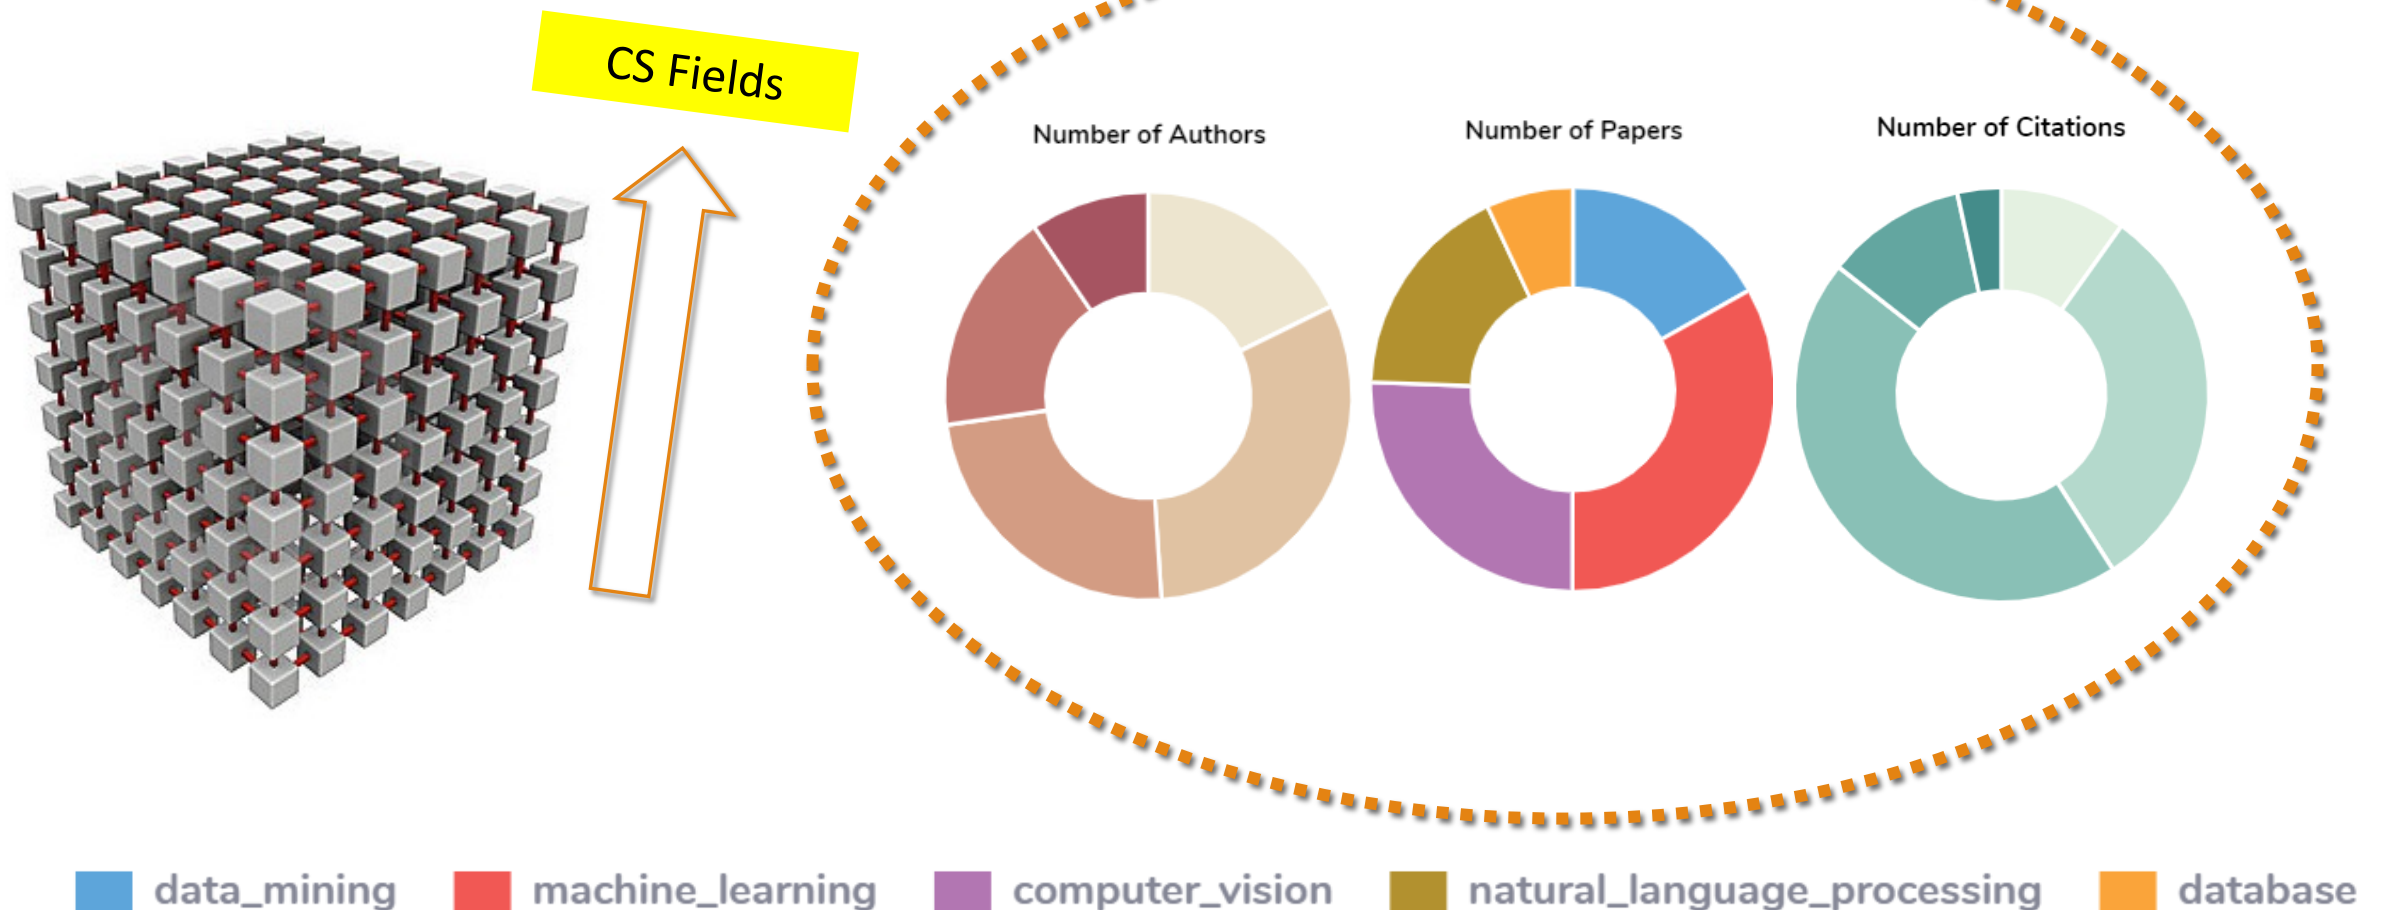 CS Fields
Number of Authors
Number of Papers
Number of Citations
data_mining
machine_learning
computer_vision
natural_language_processing
database